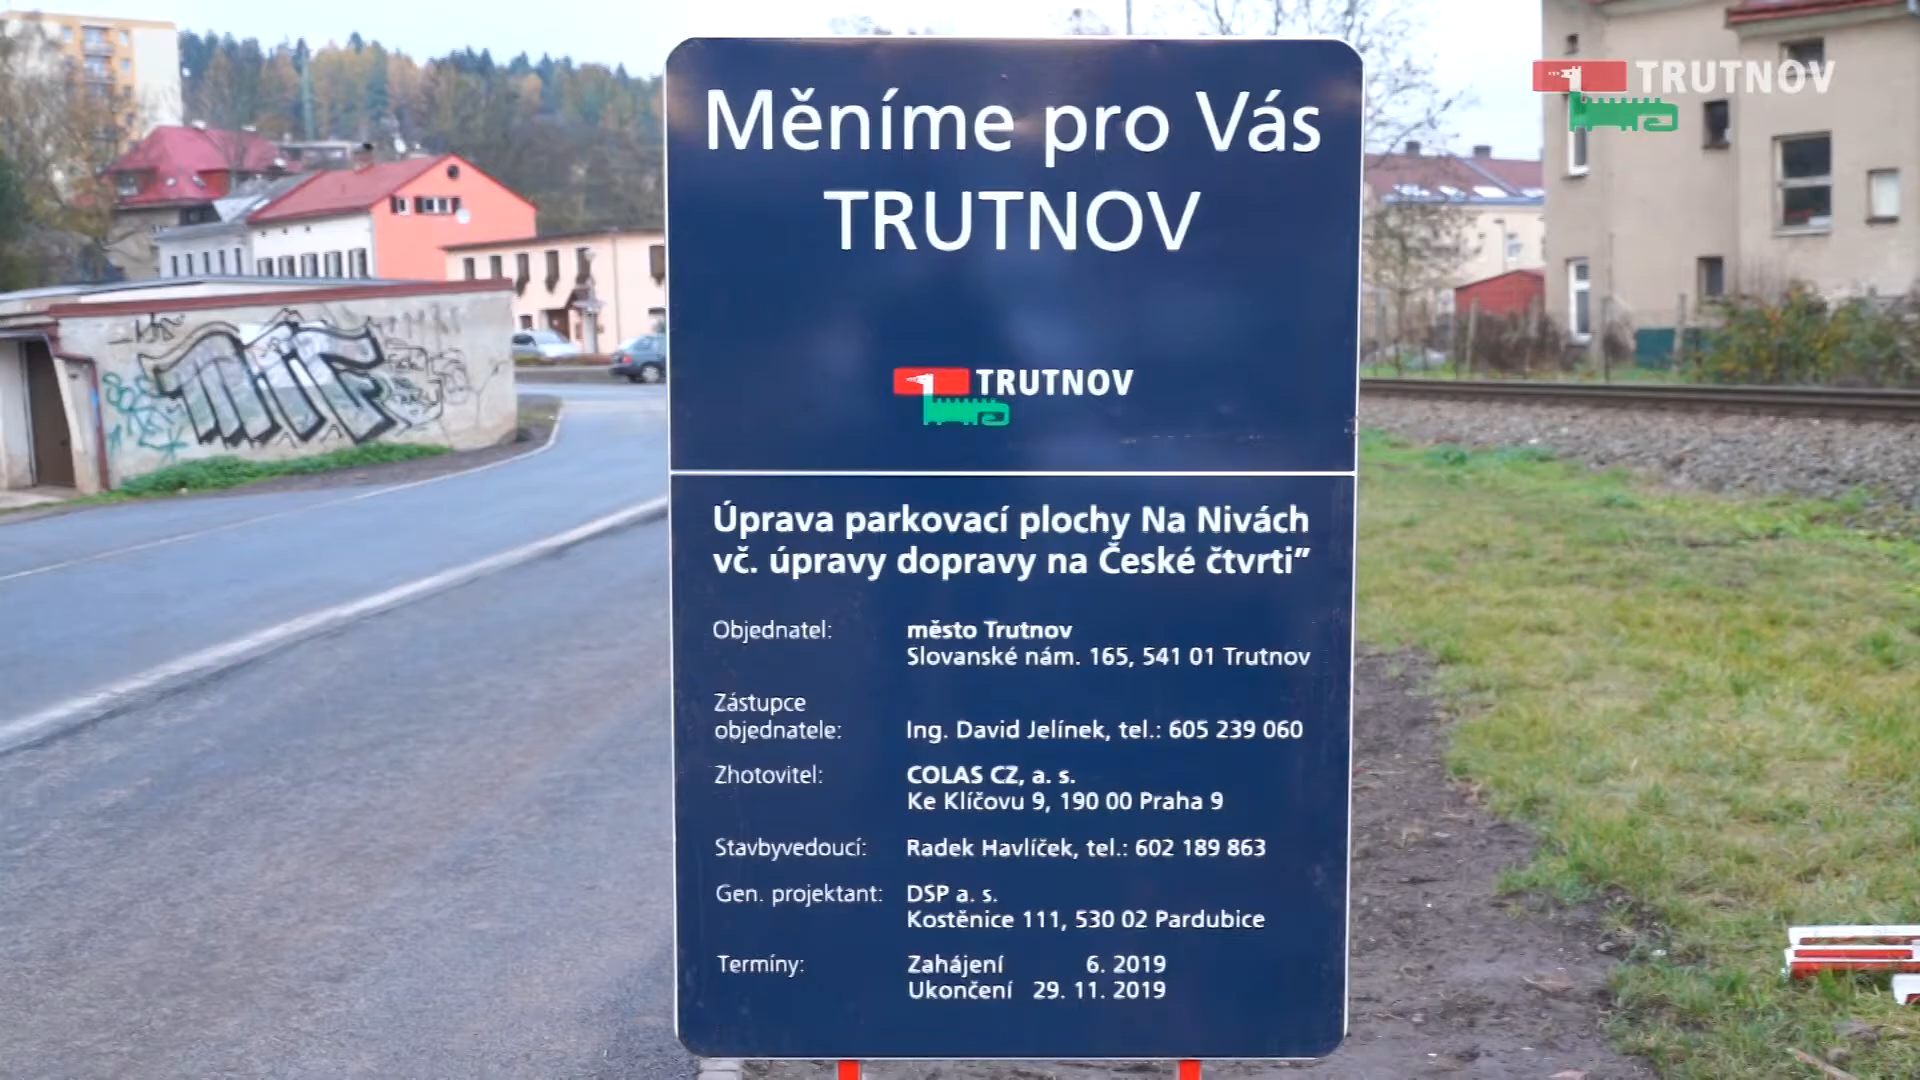 Měníme pro Vás
TRUTNOV
TRUTNOV
TRUTNOV
Úprava parkovací plochy Na Nivách
vč. úpravy dopravy na České čtvrti”
Objednatel: město Trutnov
Slovanské nám. 165, 541 01 Trutnov
Zástupce
objednatele: Ing. David Jelínek, tel.: 605 239 060
Zhotovitel: COLAS CZ, a. s.
Ke Klíčovu 9, 190 00 Praha 9
Stavbyvedoucí: Radek Havlíček, tel.: 602 189 863
Gen. projektant: DSP a. s.
Kostěnice 111, 530 02 Pardubice
Termíny: Zahájení 6. 2019
Ukončení 29. 11. 2019